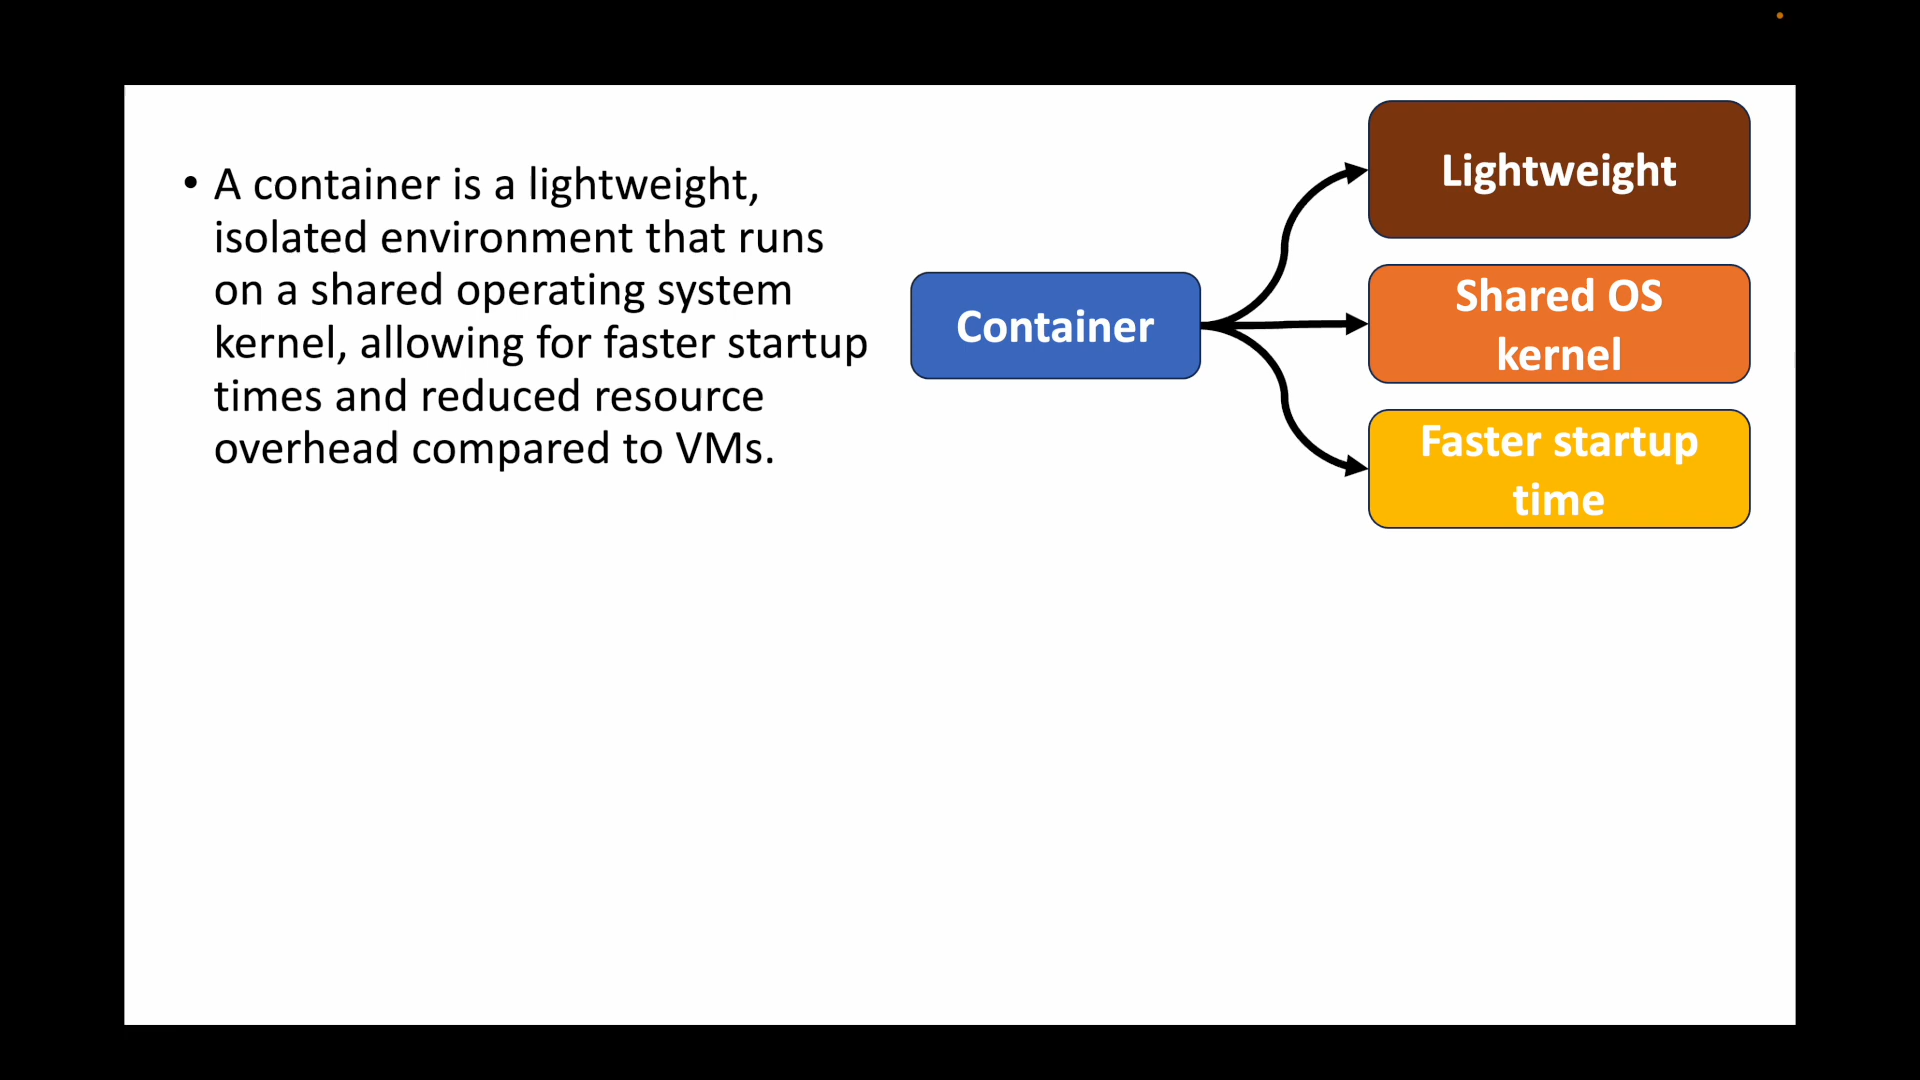 • A container is a lightweight,
isolated environment that runs
on a shared operating system
kernel, allowing for faster startup
times and reduced resource
overhead compared to VMs.
Container
Lightweight
Shared OS
kernel
Faster startup
time